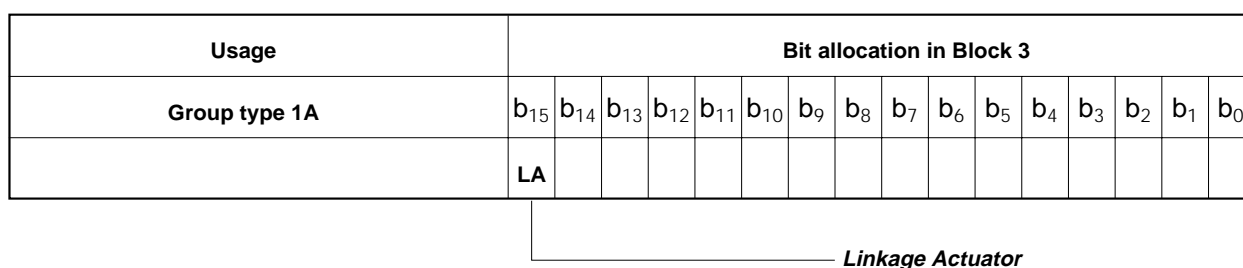 Usage Bit allocation in Block 3
Group type 1A b₁₅ b₁₄ b₁₃ b₁₂ b₁₁ b₁₀ b₉ b₈ b₇ b₆ b₅ b₄ b₃ b₂ b₁ b₀
LA
Linkage Actuator